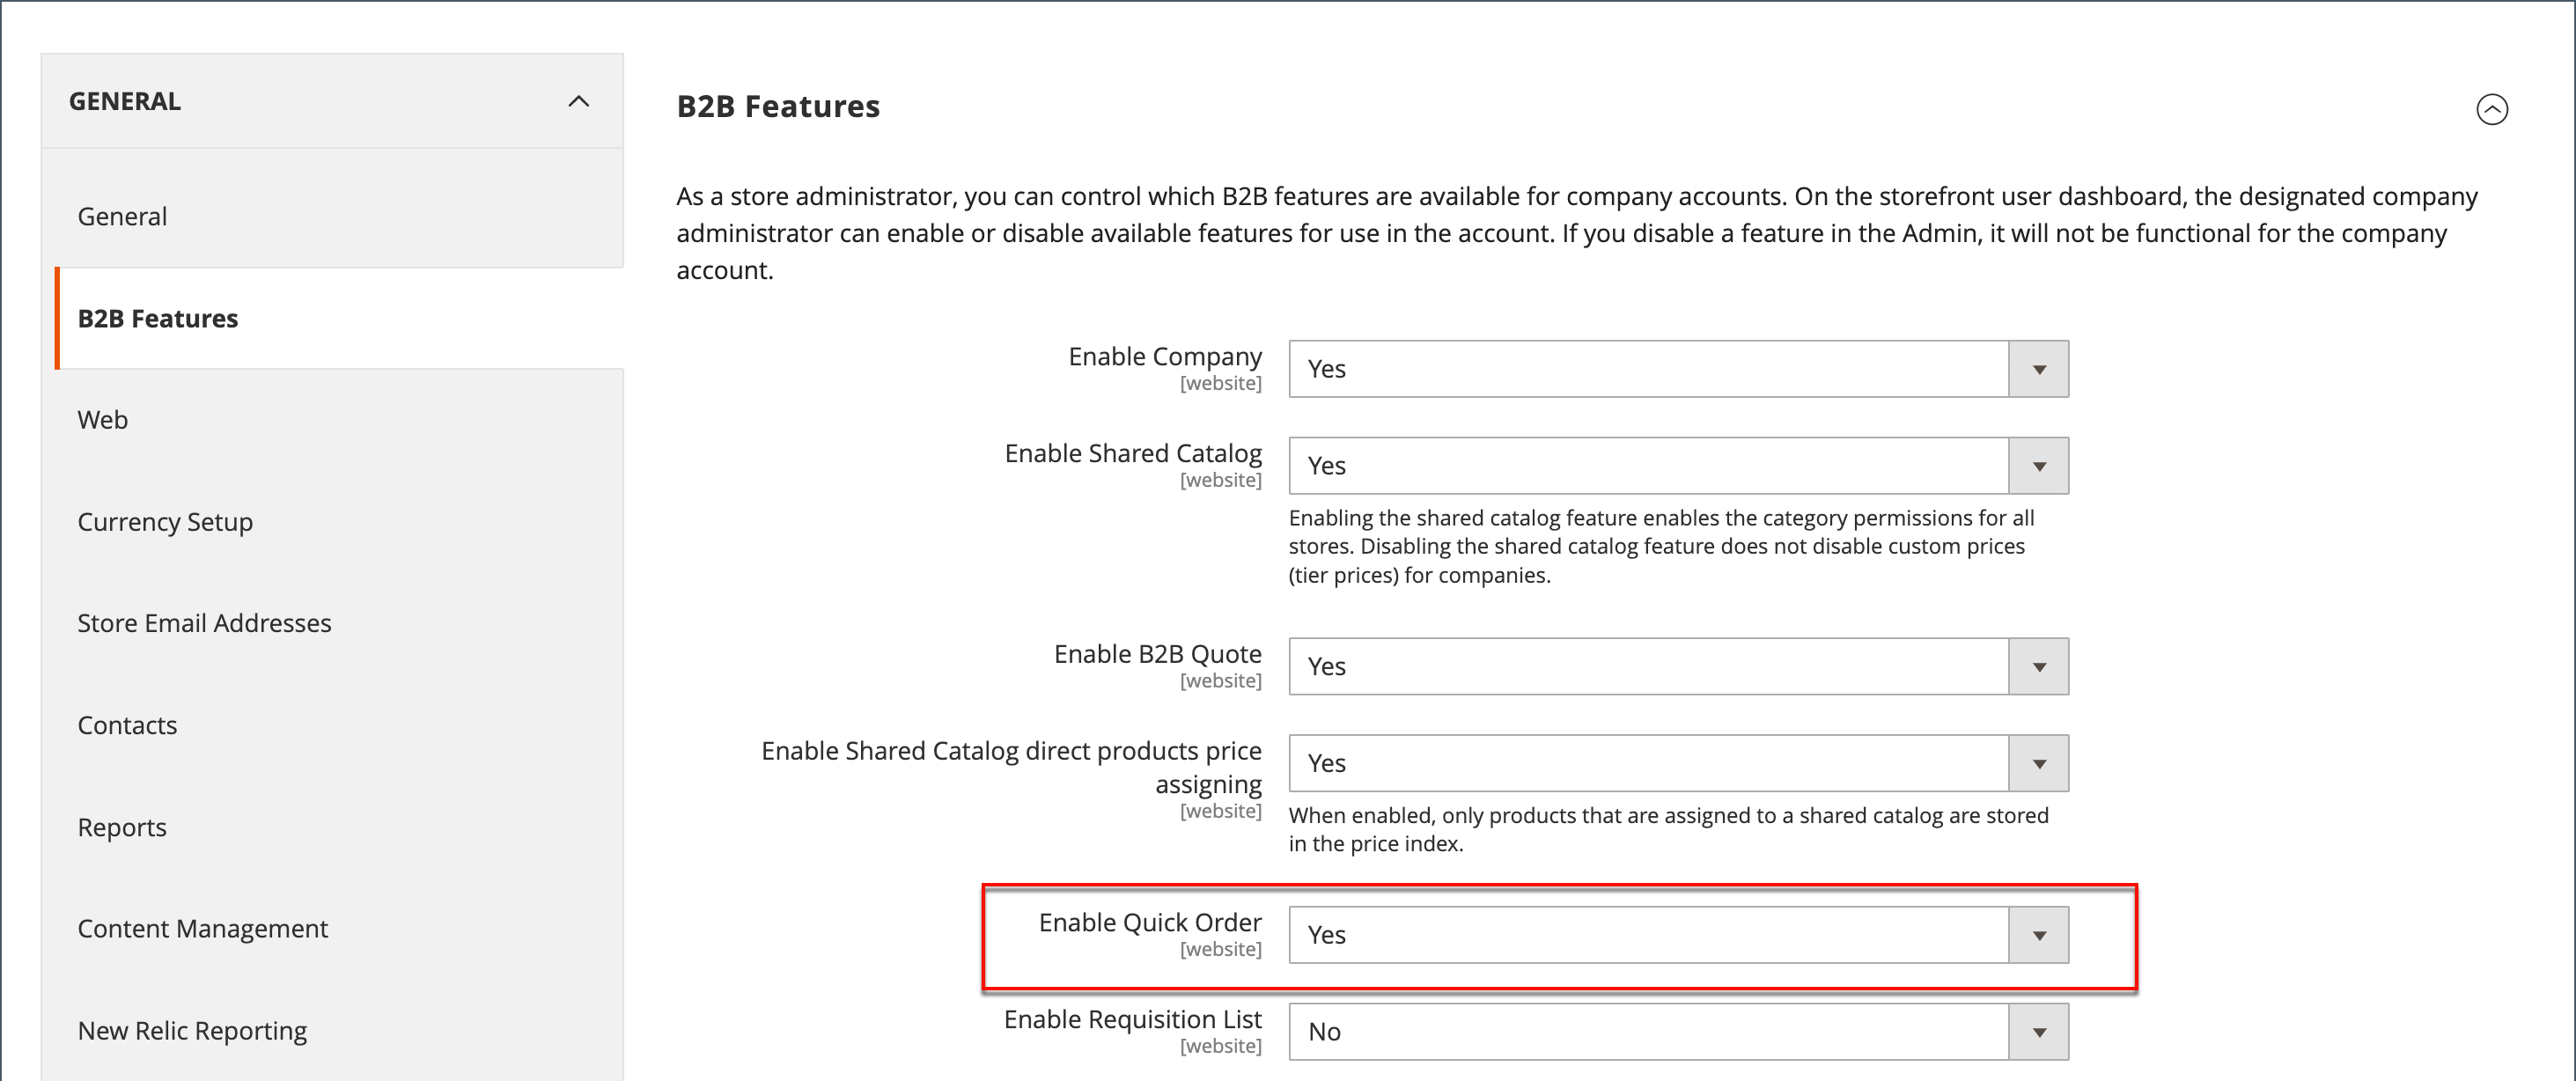 GENERAL
General
B2B Features
Web
Currency Setup
Store Email Addresses
Contacts
Reports
Content Management
New Relic Reporting
B2B Features
As a store administrator, you can control which B2B features are available for company accounts. On the storefront user dashboard, the designated company
administrator can enable or disable available features for use in the account. If you disable a feature in the Admin, it will not be functional for the company
account.
Enable Company
[website]
Yes
Enable Shared Catalog
[website]
Yes
Enabling the shared catalog feature enables the category permissions for all
stores. Disabling the shared catalog feature does not disable custom prices
(tier prices) for companies.
Enable B2B Quote
[website]
Yes
Enable Shared Catalog direct products price
assigning
[website]
Yes
When enabled, only products that are assigned to a shared catalog are stored
in the price index.
Enable Quick Order
[website]
Yes
Enable Requisition List
[website]
No